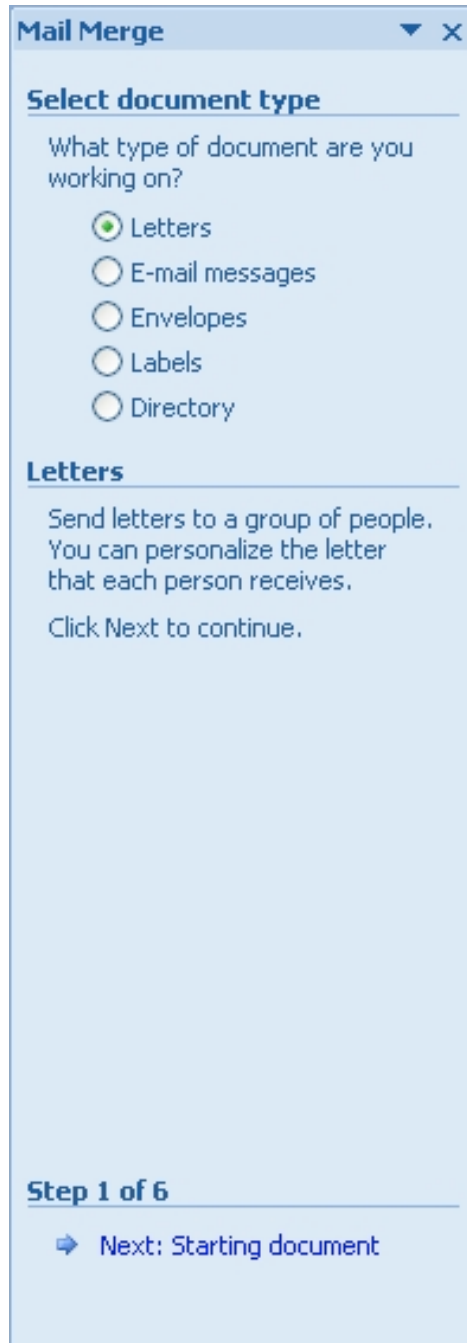 Mail Merge
Select document type
What type of document are you
working on?
Letters
E-mail messages
Envelopes
Labels
Directory
Letters
Send letters to a group of people.
You can personalize the letter
that each person receives.
Click Next to continue.
Step 1 of 6
Next: Starting document